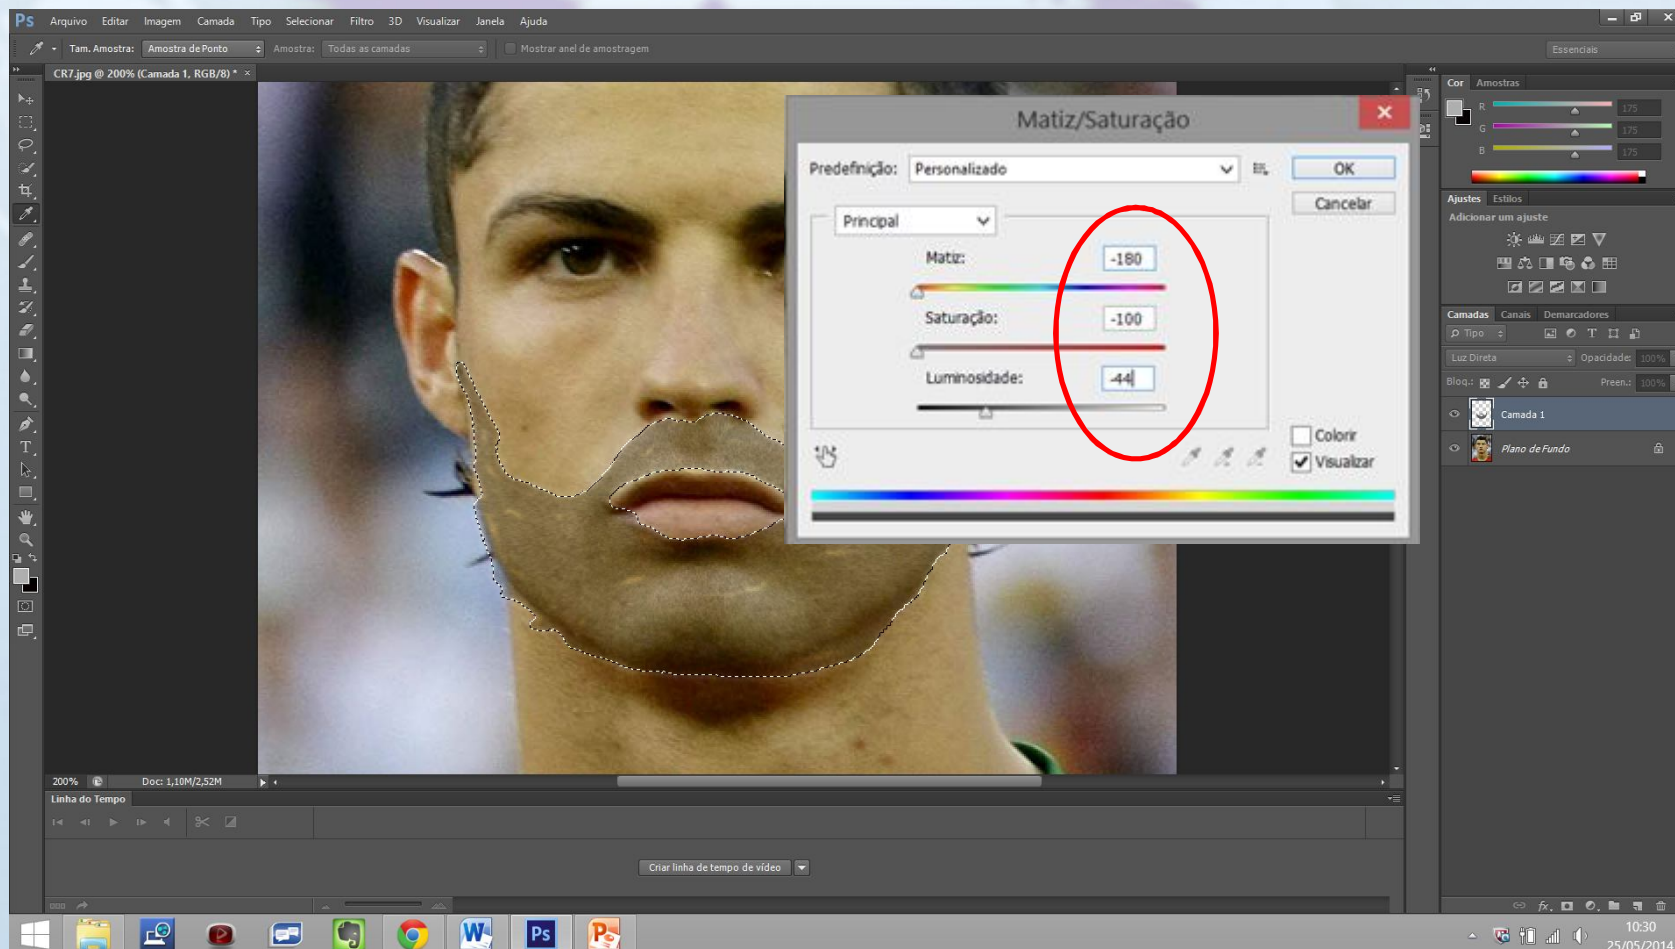 Ps Arquivo Editar Imagem Camada Tipo Selecionar Filtro 3D Visualizar Janela Ajuda
Tam. Amostra: Amostra de Ponto Amostra: Todas as camadas Mostrar anel de amostragem
Essenciais
CR7.jpg @ 200% (Camada 1, RGB/8) * ×
Matiz/Saturação
Predefinição: Personalizado
OK
Cancelar
Principal
Matiz: -180
Saturação: -100
Luminosidade: -44
Colorir
Visualizar
Cor Amostras
R 175
G 175
B 175
Ajustes Estilos
Adicionar um ajuste
Camadas Canais Demarcadores
Tipo
Luz Direta Opacidade: 100%
Bloq.: Preen.: 100%
Camada 1
Plano de Fundo
200% Doc: 1,10M/2,52M
Linha do Tempo
Criar linha de tempo de vídeo
Ps
10:30
25/05/2014